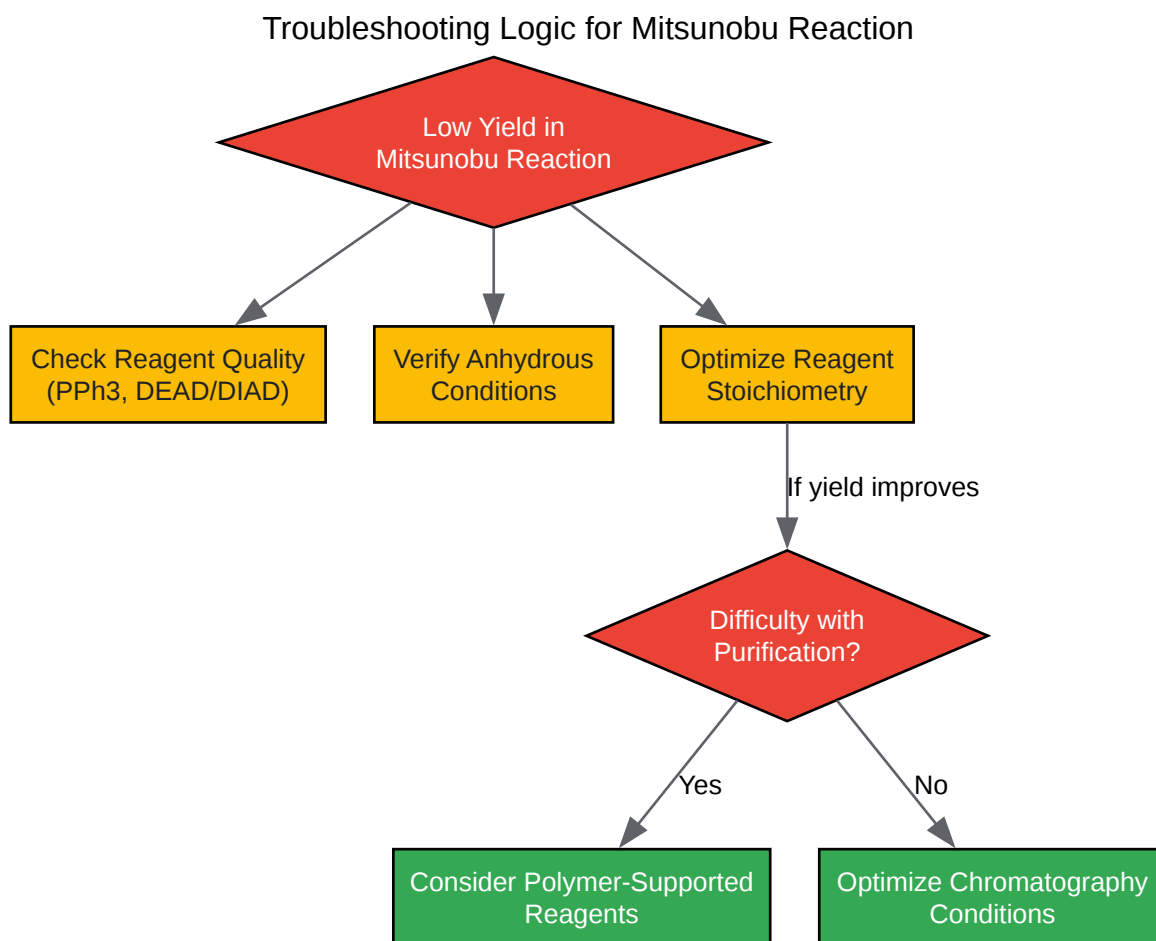 Troubleshooting Logic for Mitsunobu Reaction
Low Yield in
Mitsunobu Reaction
Check Reagent Quality
(PPh3, DEAD/DIAD)
Verify Anhydrous
Conditions
Optimize Reagent
Stoichiometry
If yield improves
Difficulty with
Purification?
Yes
No
Consider Polymer-Supported
Reagents
Optimize Chromatography
Conditions